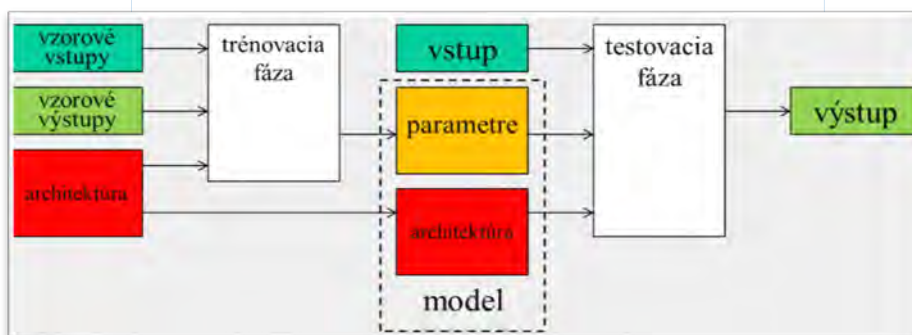 vzorové
vstupy
vzorové
výstupy
architektúra
trénovacia
fáza
vstup
parametre
architektúra
model
testovacia
fáza
výstup